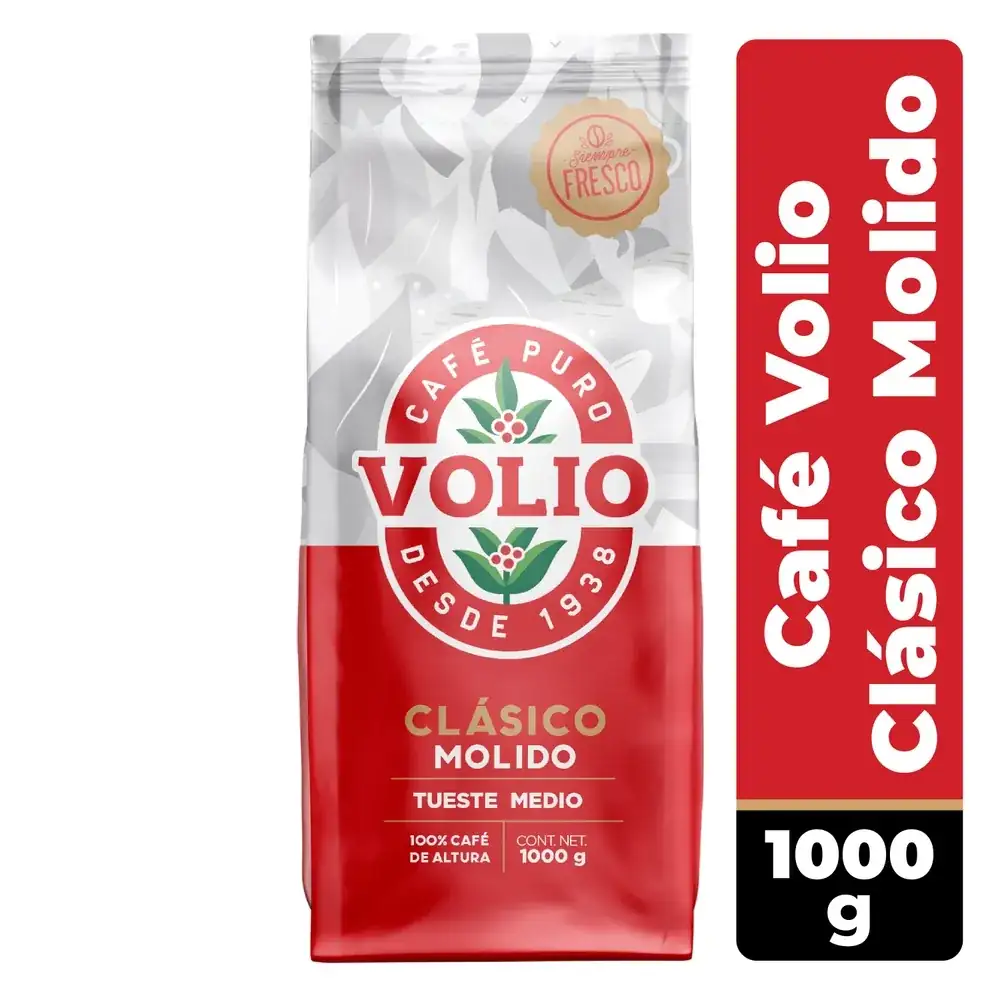 Siempre
FRESCO
CAFÉ PURO
VOLIO
DESDE 1938
CLÁSICO
MOLIDO
TUESTE MEDIO
100% CAFÉ
DE ALTURA
CONT. NET.
1000 g
Café Volio
Clásico Molido
1000
g